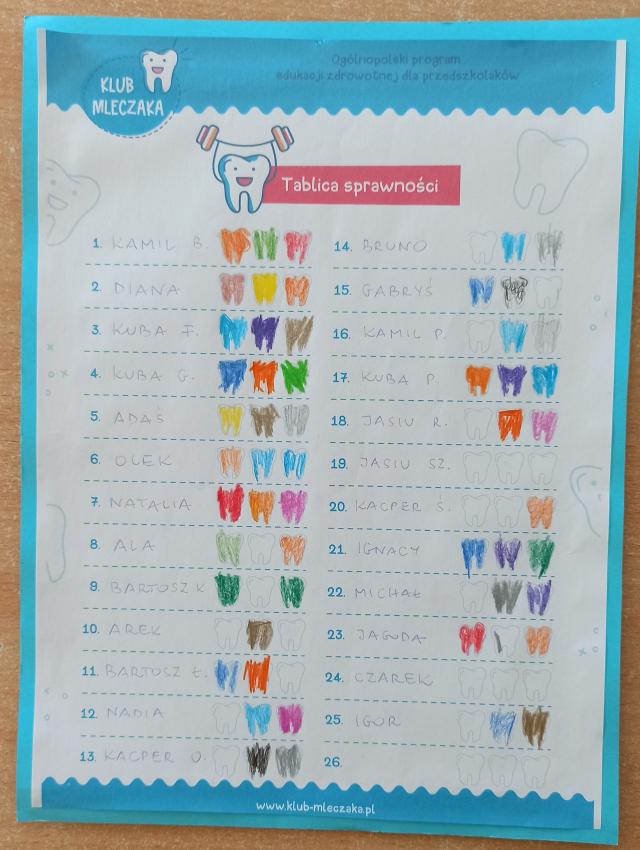 KLUB
MLECZAKA
Ogólnopolski program
edukacji zdrowotnej dla przedszkolaków
Tablica sprawności
1. KAMIL B.
2. DIANA
3. KUBA F.
4. KUBA G.
5. ADAŚ
6. OLEK
7. NATALIA
8. ALA
9. BARTOSZ K
10. AREK
11. BARTOSZ Ł.
12. NADIA
13. KACPER O.
14. BRUNO
15. GABRYŚ
16. KAMIL P.
17. KUBA P.
18. JASIU R.
19. JASIU SZ.
20. KACPER Ś.
21. IGNACY
22. MICHAŁ
23. JAGODA
24. CZAREK
25. IGOR
26.
www.klub-mleczaka.pl